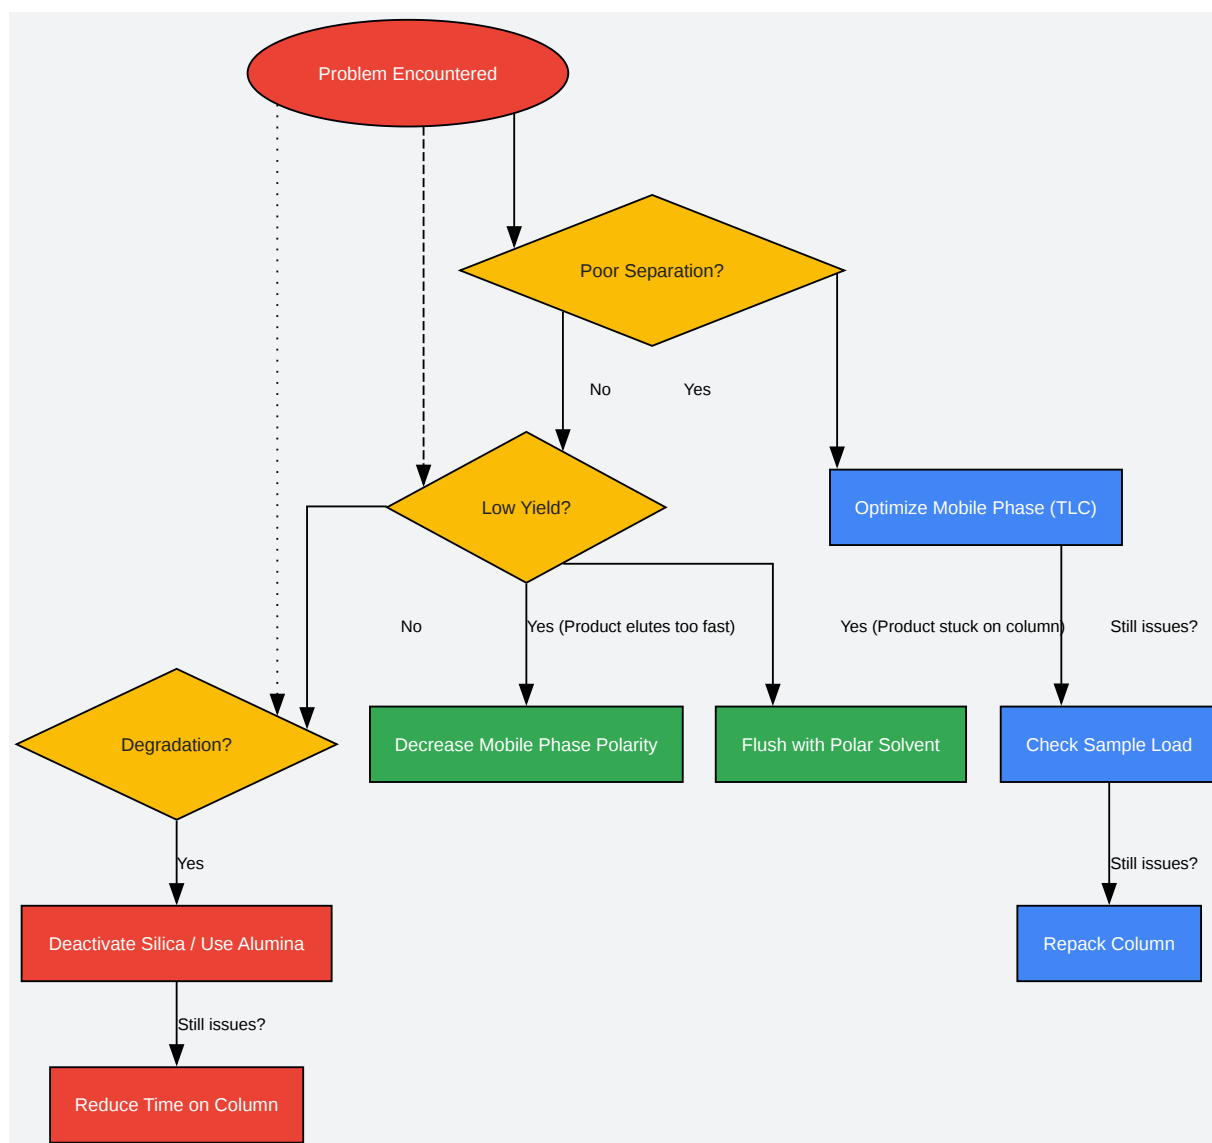 Problem Encountered
Poor Separation?
No
Yes
Low Yield?
Optimize Mobile Phase (TLC)
No
Yes (Product elutes too fast)
Yes (Product stuck on column)
Still issues?
Degradation?
Decrease Mobile Phase Polarity
Flush with Polar Solvent
Check Sample Load
Yes
Still issues?
Deactivate Silica / Use Alumina
Repack Column
Still issues?
Reduce Time on Column